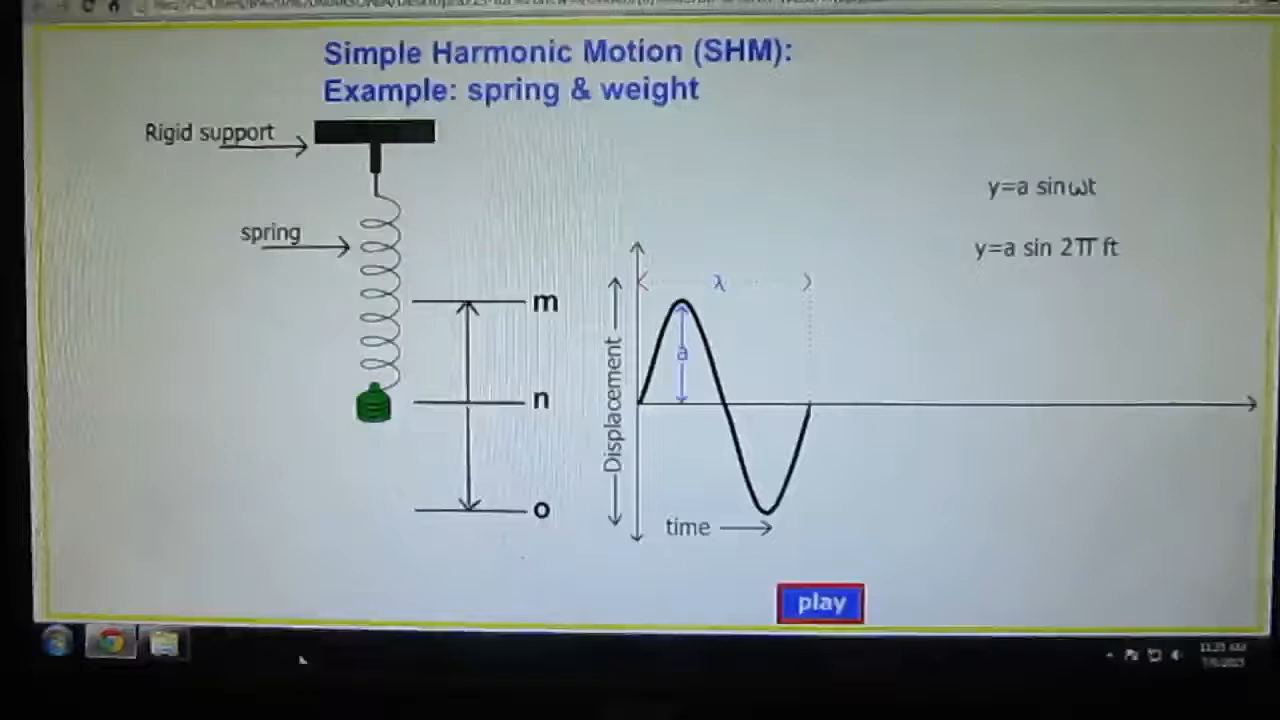 Simple Harmonic Motion (SHM):
Example: spring & weight
Rigid support
spring
m
n
o
Displacement
λ
a
time
y=a sinωt
y=a sin 2π ft
play